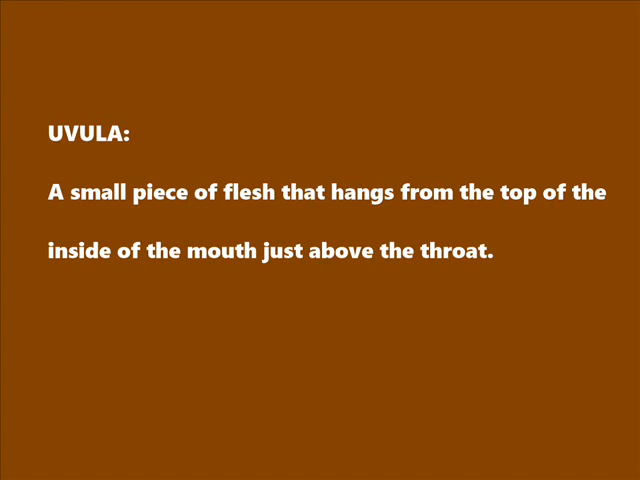 UVULA:
A small piece of flesh that hangs from the top of the
inside of the mouth just above the throat.